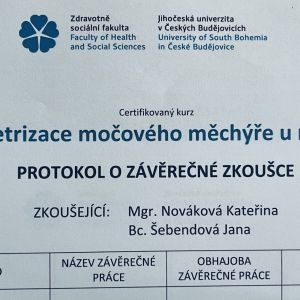 Zdravotně
sociální fakulta
Faculty of Health
and Social Sciences
Jihočeská univerzita
v Českých Budějovicích
University of South Bohemia
in České Budějovice
Certifikovaný kurz
etrizace močového měchýře u
PROTOKOL O ZÁVĚREČNÉ ZKOUŠCE
ZKOUŠEJÍCÍ: Mgr. Nováková Kateřina
Bc. Šebendová Jana
NÁZEV ZÁVĚREČNÉ
PRÁCE
OBHAJOBA
ZÁVĚREČNÉ PRÁCE